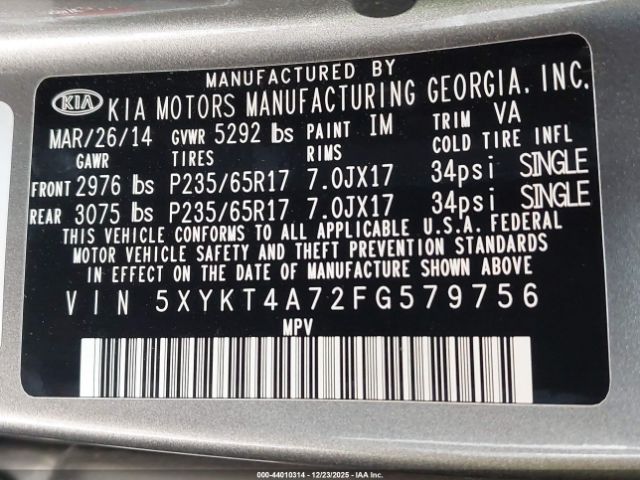 MANUFACTURED BY
KIA KIA MOTORS MANUFACTURING GEORGIA, INC.
MAR/26/14 GVWR 5292 lbs PAINT IM TRIM VA
GAWR TIRES RIMS COLD TIRE INFL
FRONT 2976 lbs P235/65R17 7.0JX17 34psi SINGLE
REAR 3075 lbs P235/65R17 7.0JX17 34psi SINGLE
THIS VEHICLE CONFORMS TO ALL APPLICABLE U.S.A. FEDERAL
MOTOR VEHICLE SAFETY AND THEFT PREVENTION STANDARDS
IN EFFECT ON THE DATE OF MANUFACTURE SHOWN ABOVE
VIN 5XYKT4A72FG579756
MPV
000-44010314 - 12/23/2025 - IAA Inc.